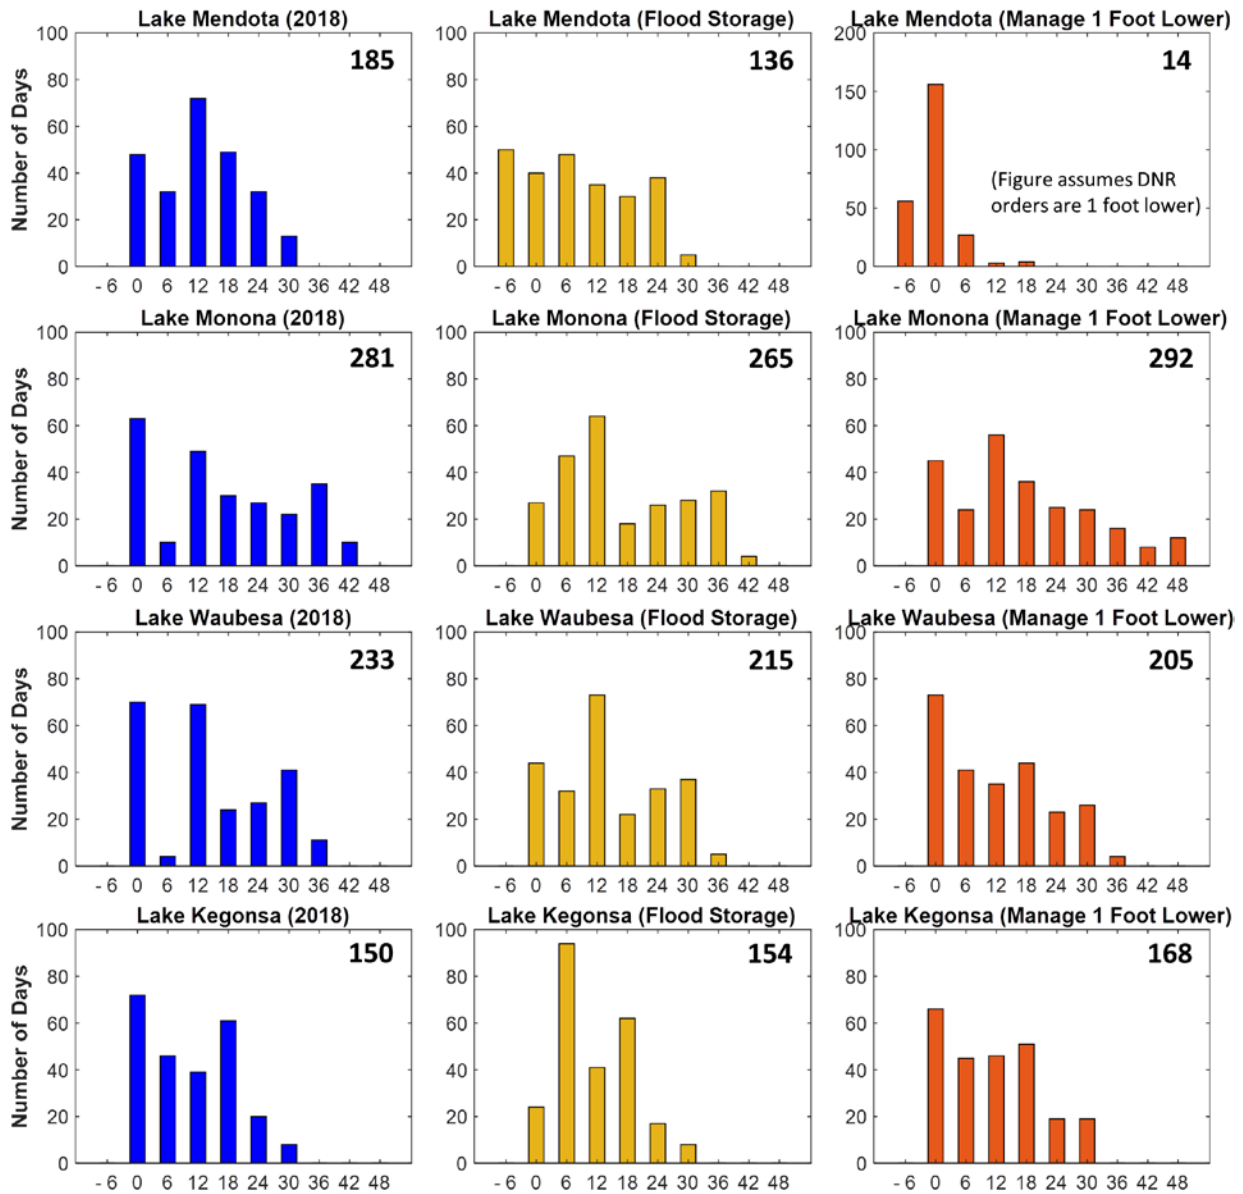 Lake Mendota (2018)
100
80
60
40
20
0
Number of Days
185
- 6 0 6 12 18 24 30 36 42 48
Lake Mendota (Flood Storage)
100
80
60
40
20
0
136
- 6 0 6 12 18 24 30 36 42 48
Lake Mendota (Manage 1 Foot Lower)
200
150
100
50
0
14
(Figure assumes DNR
orders are 1 foot lower)
- 6 0 6 12 18 24 30 36 42 48
Lake Monona (2018)
100
80
60
40
20
0
Number of Days
281
- 6 0 6 12 18 24 30 36 42 48
Lake Monona (Flood Storage)
100
80
60
40
20
0
265
- 6 0 6 12 18 24 30 36 42 48
Lake Monona (Manage 1 Foot Lower)
100
80
60
40
20
0
292
- 6 0 6 12 18 24 30 36 42 48
Lake Waubesa (2018)
100
80
60
40
20
0
Number of Days
233
- 6 0 6 12 18 24 30 36 42 48
Lake Waubesa (Flood Storage)
100
80
60
40
20
0
215
- 6 0 6 12 18 24 30 36 42 48
Lake Waubesa (Manage 1 Foot Lower)
100
80
60
40
20
0
205
- 6 0 6 12 18 24 30 36 42 48
Lake Kegonsa (2018)
100
80
60
40
20
0
Number of Days
150
- 6 0 6 12 18 24 30 36 42 48
Lake Kegonsa (Flood Storage)
100
80
60
40
20
0
154
- 6 0 6 12 18 24 30 36 42 48
Lake Kegonsa (Manage 1 Foot Lower)
100
80
60
40
20
0
168
- 6 0 6 12 18 24 30 36 42 48